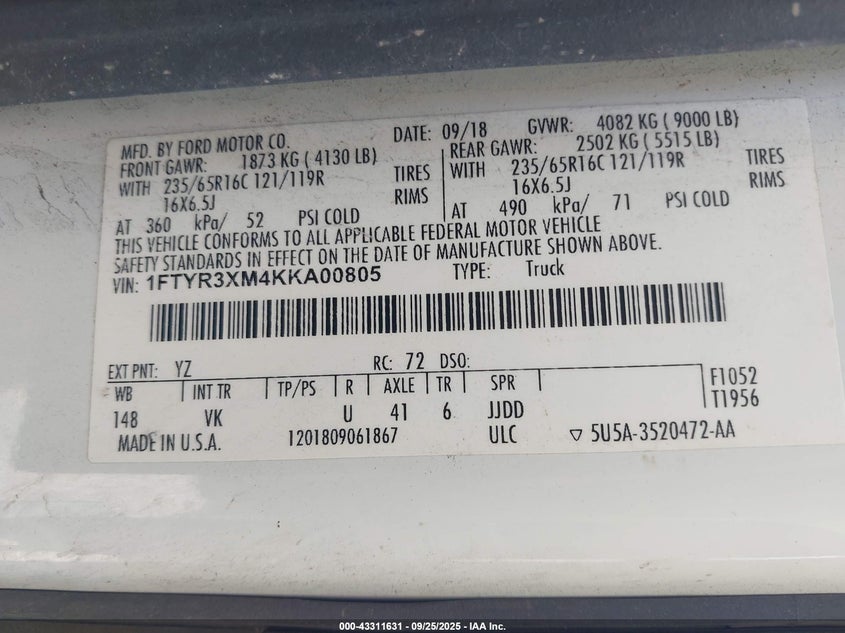 MFD. BY FORD MOTOR CO.
DATE: 09/18 GVWR: 4082 KG ( 9000 LB)
FRONT GAWR: 1873 KG ( 4130 LB)
WITH 235/65R16C 121/119R TIRES
16X6.5J RIMS
AT 360 kPa/ 52 PSI COLD
REAR GAWR: 2502 KG ( 5515 LB)
WITH 235/65R16C 121/119R TIRES
16X6.5J RIMS
AT 490 kPa/ 71 PSI COLD
THIS VEHICLE CONFORMS TO ALL APPLICABLE FEDERAL MOTOR VEHICLE
SAFETY STANDARDS IN EFFECT ON THE DATE OF MANUFACTURE SHOWN ABOVE.
VIN: 1FTYR3XM4KKA00805 TYPE: Truck
EXT PNT: YZ RC: 72 DSO:
WB INT TR TP/PS R AXLE TR SPR F1052
148 VK U 41 6 JJDD T1956
MADE IN U.S.A. 1201809061867 ULC ▽ 5U5A-3520472-AA
000-43311631 - 09/25/2025 - IAA Inc.